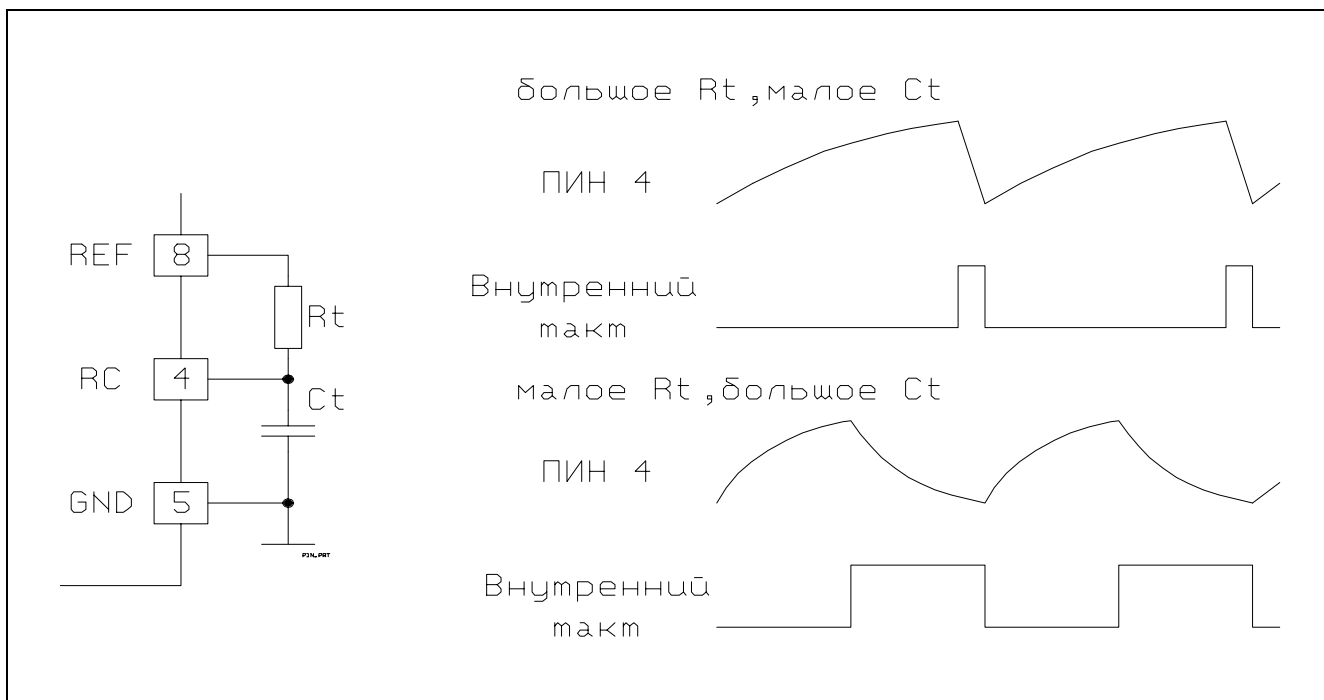 большое Rt ,малое Ct
ПИН 4
REF 8
Внутренний
такт
Rt
RC 4
малое Rt ,большое Ct
Ct
ПИН 4
GND 5
PIN_PRT
Внутренний
такт